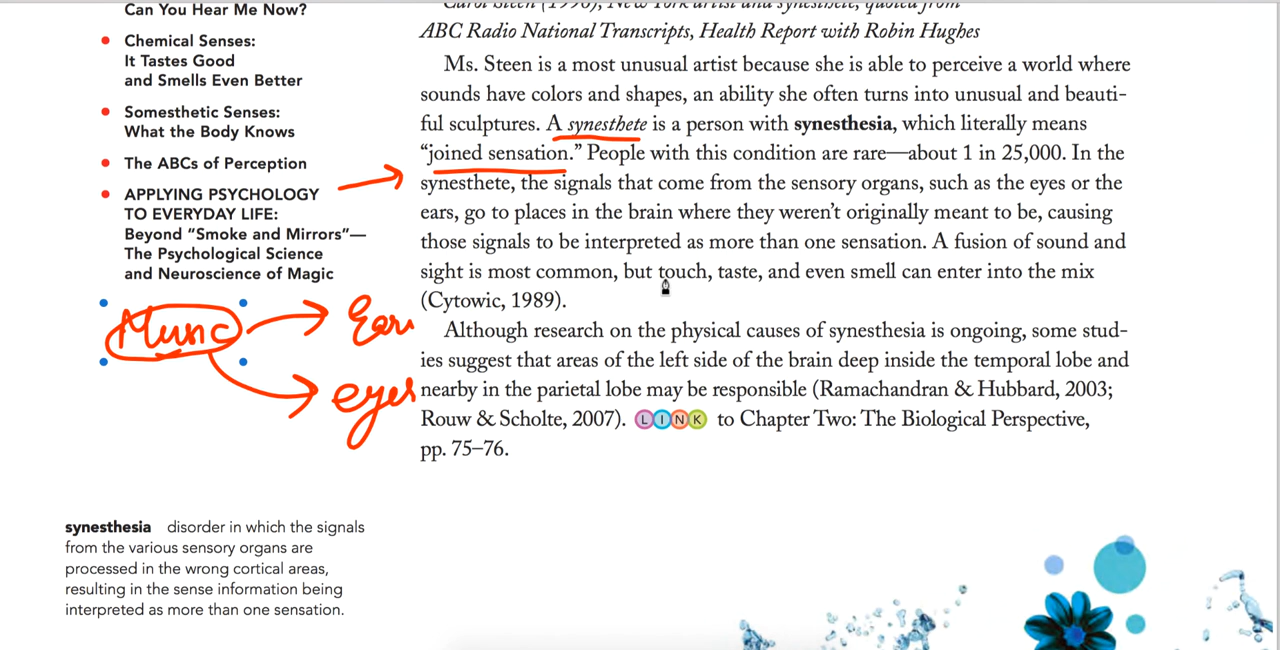 Can You Hear Me Now?
Chemical Senses:
It Tastes Good
and Smells Even Better
Somesthetic Senses:
What the Body Knows
The ABCs of Perception
APPLYING PSYCHOLOGY
TO EVERYDAY LIFE:
Beyond “Smoke and Mirrors”—
The Psychological Science
and Neuroscience of Magic
eyes
synesthesia disorder in which the signals
from the various sensory organs are
processed in the wrong cortical areas,
resulting in the sense information being
interpreted as more than one sensation.
Carol Steen (1996), New York artist and synesthete, quoted from
ABC Radio National Transcripts, Health Report with Robin Hughes
Ms. Steen is a most unusual artist because she is able to perceive a world where
sounds have colors and shapes, an ability she often turns into unusual and beauti-
ful sculptures. A synesthete is a person with synesthesia, which literally means
“joined sensation.” People with this condition are rare—about 1 in 25,000. In the
synesthete, the signals that come from the sensory organs, such as the eyes or the
ears, go to places in the brain where they weren’t originally meant to be, causing
those signals to be interpreted as more than one sensation. A fusion of sound and
sight is most common, but touch, taste, and even smell can enter into the mix
(Cytowic, 1989).
Although research on the physical causes of synesthesia is ongoing, some stud-
ies suggest that areas of the left side of the brain deep inside the temporal lobe and
nearby in the parietal lobe may be responsible (Ramachandran & Hubbard, 2003;
Rouw & Scholte, 2007). LINK to Chapter Two: The Biological Perspective,
pp. 75–76.